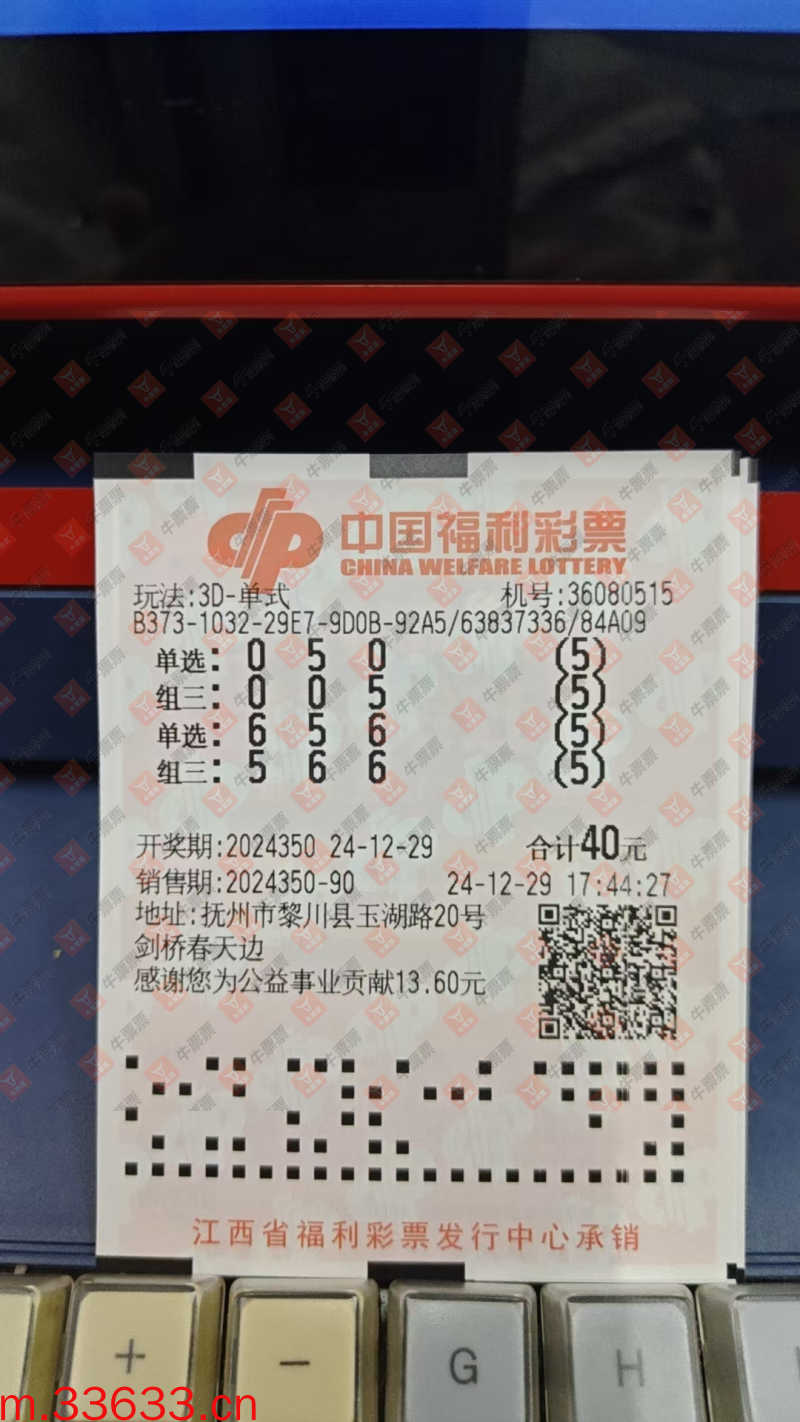 中国福利彩票
CHINA WELFARE LOTTERY
玩法:3D-单式 机号:36080515
B373-1032-29E7-9D0B-92A5/63837336/84A09
单选: 0 5 0 (5)
组三: 0 0 5 (5)
单选: 6 5 6 (5)
组三: 5 6 6 (5)
开奖期:2024350 24-12-29 合计40元
销售期:2024350-90 24-12-29 17:44:27
地址:抚州市黎川县玉湖路20号
剑桥春天边
感谢您为公益事业贡献13.60元
江西省福利彩票发行中心承销
+ − G H
m.33633.cn
牛票票